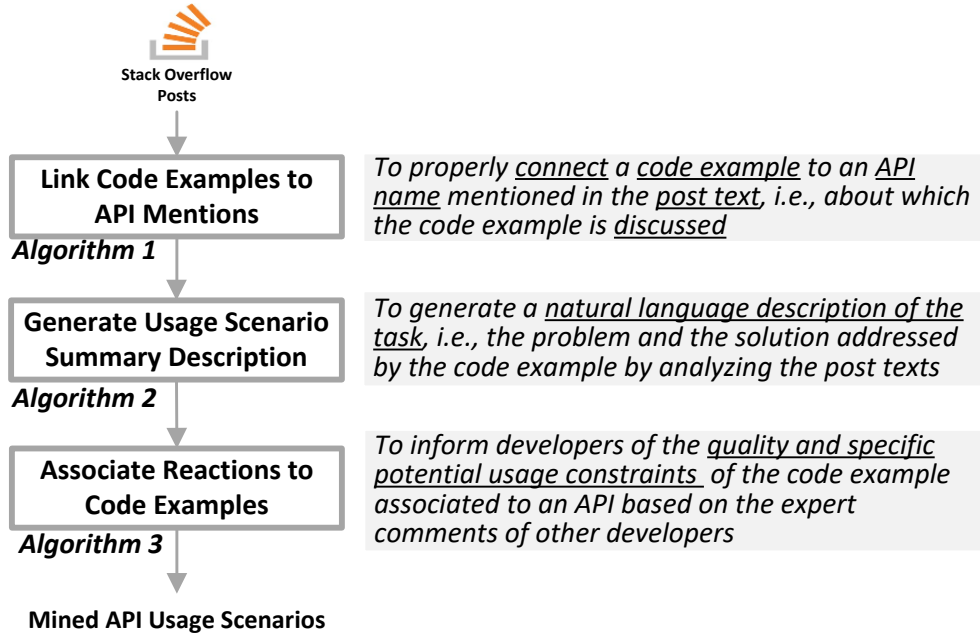 Stack Overflow
Posts
Link Code Examples to
API Mentions
To properly connect a code example to an API
name mentioned in the post text, i.e., about which
the code example is discussed
Algorithm 1
Generate Usage Scenario
Summary Description
To generate a natural language description of the
task, i.e., the problem and the solution addressed
by the code example by analyzing the post texts
Algorithm 2
Associate Reactions to
Code Examples
To inform developers of the quality and specific
potential usage constraints of the code example
associated to an API based on the expert
comments of other developers
Algorithm 3
Mined API Usage Scenarios